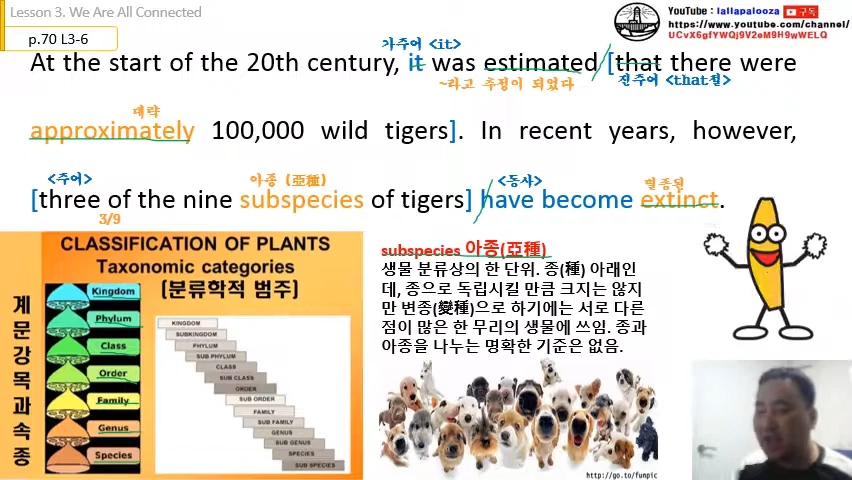 Lesson 3. We Are All Connected
YouTube : lallapalooza 구독
https://www.youtube.com/channel/
UCvX6gfYWQj9V2eM9H9wWELQ
p.70 L3-6
가주어 <it>
At the start of the 20th century, it was estimated / [that there were
~라고 추정이 되었다
진주어 <that절>
대략
approximately 100,000 wild tigers]. In recent years, however,
<주어>
아종 (亞種)
<동사>
멸종된
[three of the nine subspecies of tigers] / have become extinct.
3/9
CLASSIFICATION OF PLANTS
Taxonomic categories
(분류학적 범주)
계문강목과속종
Kingdom
Phylum
Class
Order
Family
Genus
Species
KINGDOM
SUBKINGDOM
PHYLUM
SUB PHYLUM
CLASS
SUB CLASS
ORDER
SUB ORDER
FAMILY
SUB FAMILY
GENUS
SUB GENUS
SPECIES
SUB SPECIES
subspecies 아종(亞種)
생물 분류상의 한 단위. 종(種) 아래인
데, 종으로 독립시킬 만큼 크지는 않지
만 변종(變種)으로 하기에는 서로 다른
점이 많은 한 무리의 생물에 쓰임. 종과
아종을 나누는 명확한 기준은 없음.
http://go.to/funpic